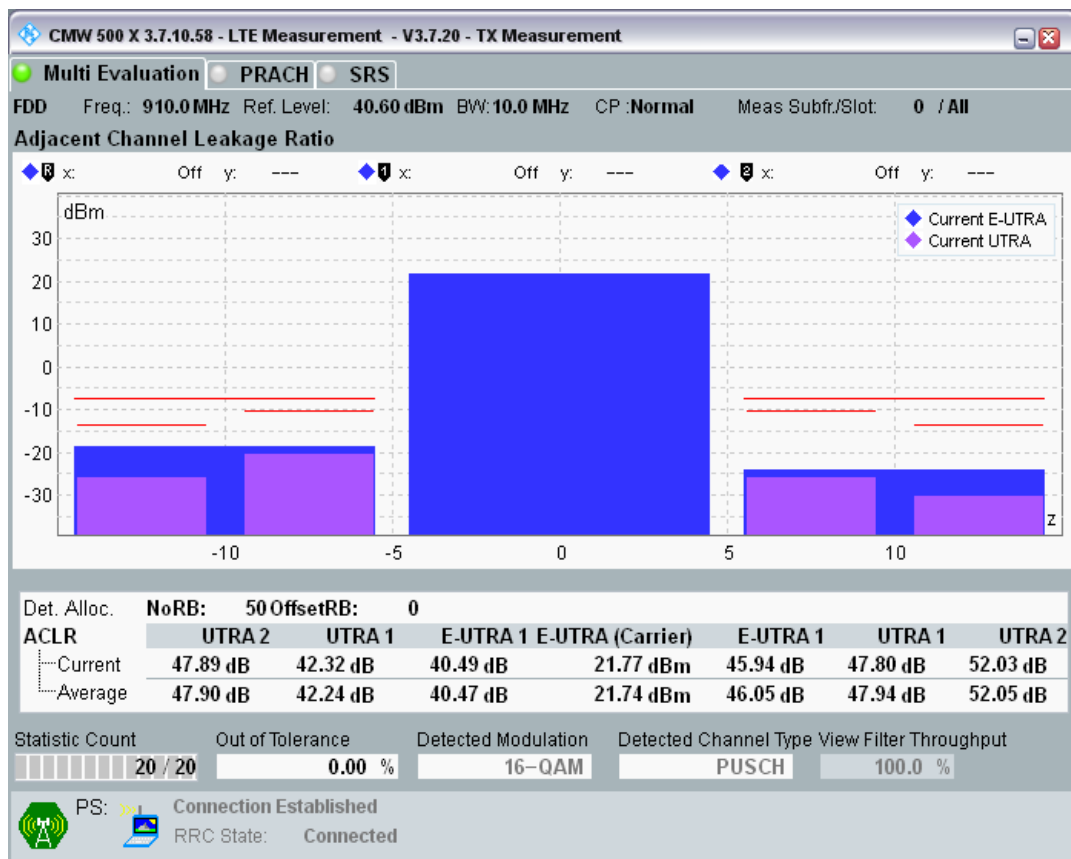 CMW 500 X 3.7.10.58 - LTE Measurement - V3.7.20 - TX Measurement
Multi Evaluation PRACH SRS
FDD Freq.: 910.0 MHz Ref. Level: 40.60 dBm BW: 10.0 MHz CP :Normal Meas Subfr./Slot: 0 / All
Adjacent Channel Leakage Ratio
R x: Off y: --- 1 x: Off y: --- 2 x: Off y: ---
dBm
Current E-UTRA
Current UTRA
30
20
10
0
-10
-20
-30
z
-10 -5 0 5 10
Det. Alloc. NoRB: 50 OffsetRB: 0
ACLR UTRA 2 UTRA 1 E-UTRA 1 E-UTRA (Carrier) E-UTRA 1 UTRA 1 UTRA 2
Current 47.89 dB 42.32 dB 40.49 dB 21.77 dBm 45.94 dB 47.80 dB 52.03 dB
Average 47.90 dB 42.24 dB 40.47 dB 21.74 dBm 46.05 dB 47.94 dB 52.05 dB
Statistic Count Out of Tolerance Detected Modulation Detected Channel Type View Filter Throughput
20 / 20 0.00 % 16-QAM PUSCH 100.0 %
PS: Connection Established
RRC State: Connected